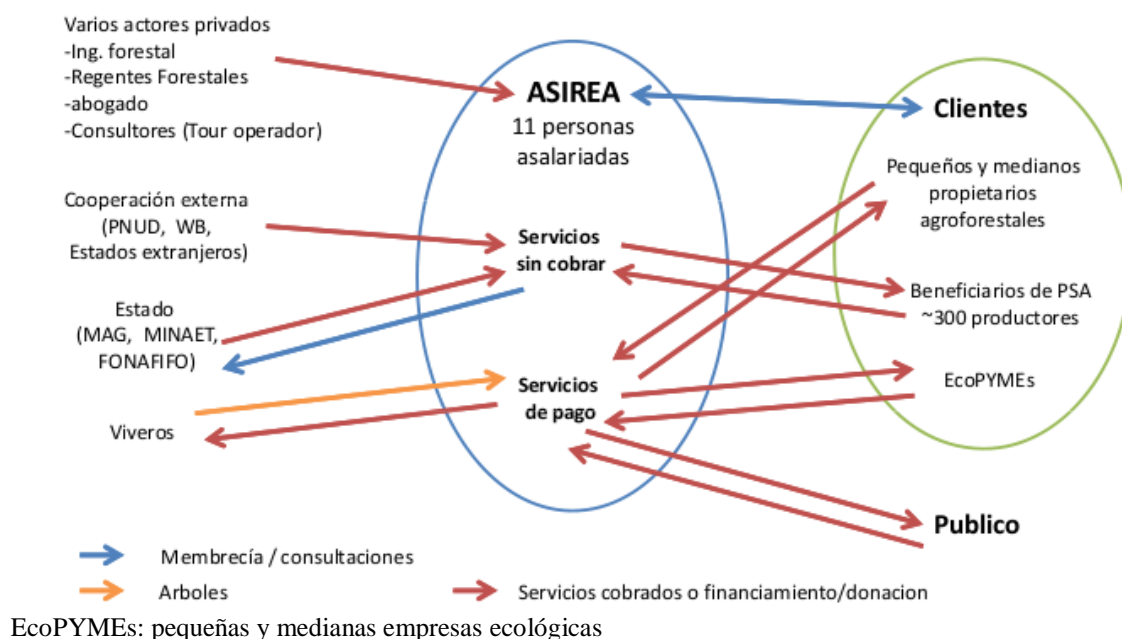 Varios actores privados
-Ing. forestal
-Regentes Forestales
-abogado
-Consultores (Tour operador)
ASIREA
11 personas
asalariadas
Clientes
Pequeños y medianos
propietarios
agroforestales
Cooperación externa
(PNUD, WB,
Estados extranjeros)
Servicios
sin cobrar
Beneficiarios de PSA
~300 productores
Estado
(MAG, MINAET,
FONAFIFO)
Servicios
de pago
EcoPYMEs
Viveros
Publico
Membrecía / consultaciones
Arboles
Servicios cobrados o financiamiento/donacion
EcoPYMEs: pequeñas y medianas empresas ecológicas